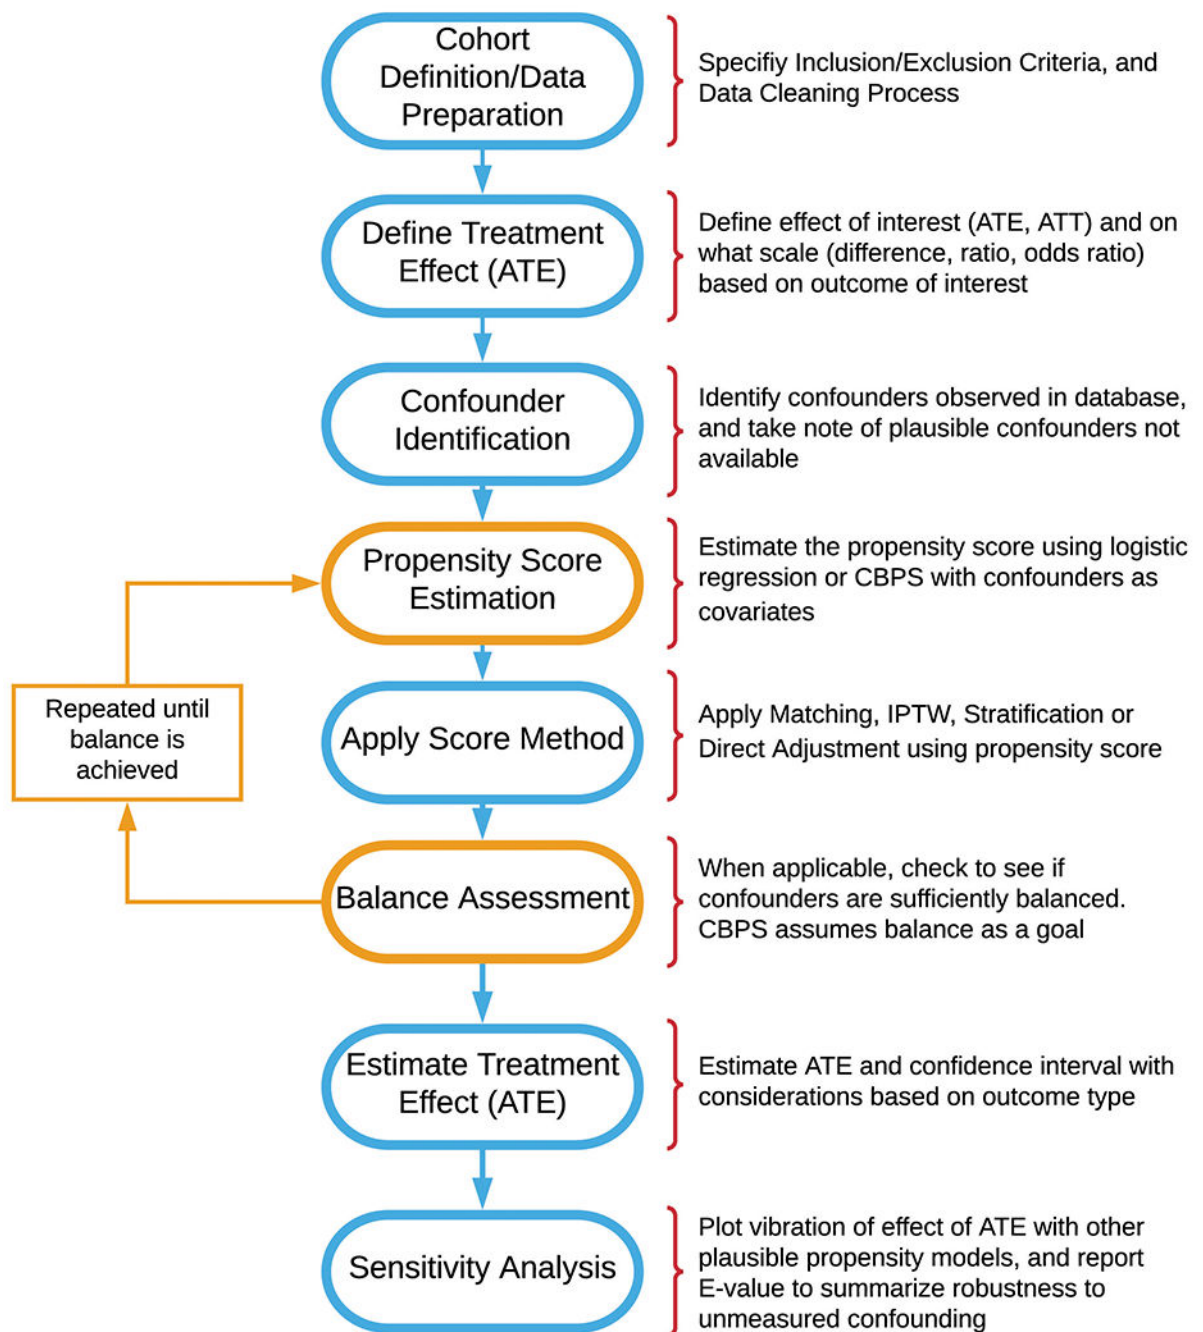 Cohort
Definition/Data
Preparation
Specifiy Inclusion/Exclusion Criteria, and
Data Cleaning Process
Define Treatment
Effect (ATE)
Define effect of interest (ATE, ATT) and on
what scale (difference, ratio, odds ratio)
based on outcome of interest
Confounder
Identification
Identify confounders observed in database,
and take note of plausible confounders not
available
Propensity Score
Estimation
Estimate the propensity score using logistic
regression or CBPS with confounders as
covariates
Repeated until
balance is
achieved
Apply Score Method
Apply Matching, IPTW, Stratification or
Direct Adjustment using propensity score
Balance Assessment
When applicable, check to see if
confounders are sufficiently balanced.
CBPS assumes balance as a goal
Estimate Treatment
Effect (ATE)
Estimate ATE and confidence interval with
considerations based on outcome type
Sensitivity Analysis
Plot vibration of effect of ATE with other
plausible propensity models, and report
E-value to summarize robustness to
unmeasured confounding